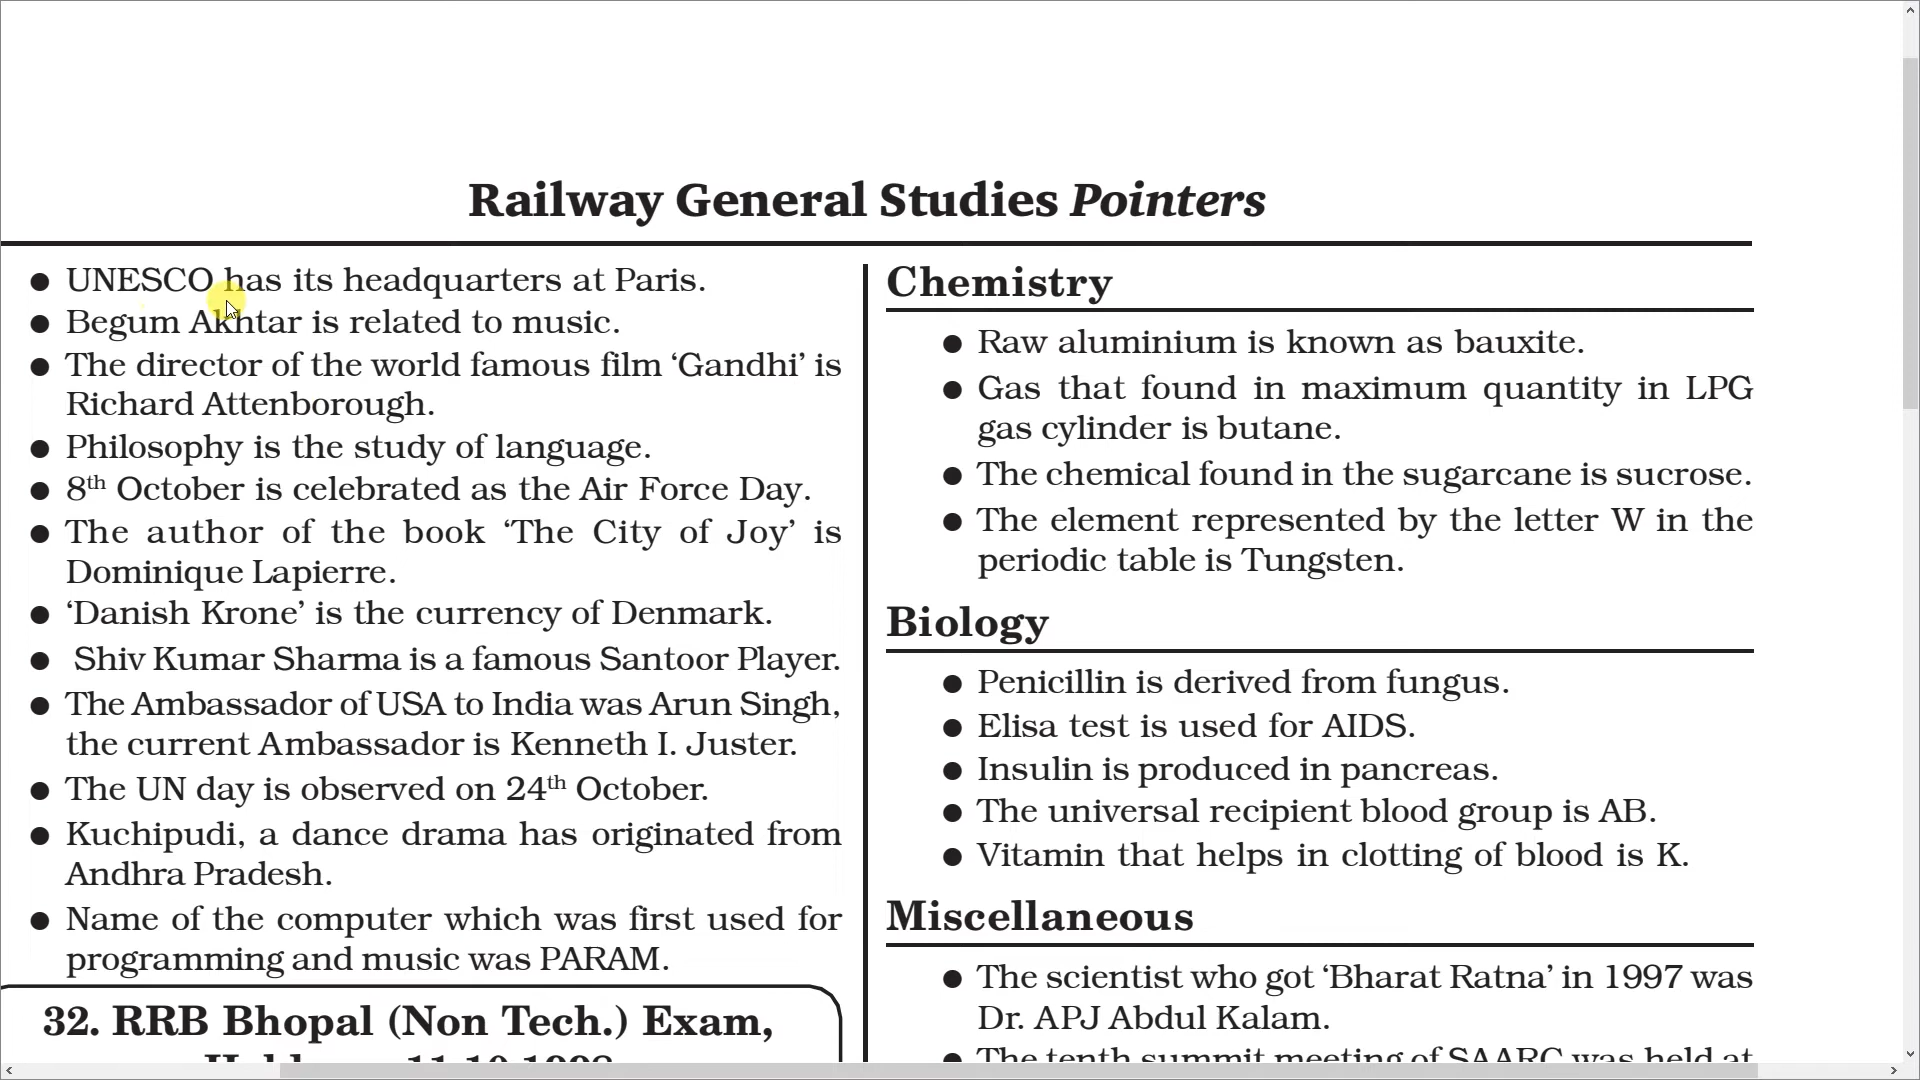 Railway General Studies Pointers
● UNESCO has its headquarters at Paris.
● Begum Akhtar is related to music.
● The director of the world famous film ‘Gandhi’ is
Richard Attenborough.
● Philosophy is the study of language.
● 8th October is celebrated as the Air Force Day.
● The author of the book ‘The City of Joy’ is
Dominique Lapierre.
● ‘Danish Krone’ is the currency of Denmark.
● Shiv Kumar Sharma is a famous Santoor Player.
● The Ambassador of USA to India was Arun Singh,
the current Ambassador is Kenneth I. Juster.
● The UN day is observed on 24th October.
● Kuchipudi, a dance drama has originated from
Andhra Pradesh.
● Name of the computer which was first used for
programming and music was PARAM.
32. RRB Bhopal (Non Tech.) Exam,
Chemistry
● Raw aluminium is known as bauxite.
● Gas that found in maximum quantity in LPG
gas cylinder is butane.
● The chemical found in the sugarcane is sucrose.
● The element represented by the letter W in the
periodic table is Tungsten.
Biology
● Penicillin is derived from fungus.
● Elisa test is used for AIDS.
● Insulin is produced in pancreas.
● The universal recipient blood group is AB.
● Vitamin that helps in clotting of blood is K.
Miscellaneous
● The scientist who got ‘Bharat Ratna’ in 1997 was
Dr. APJ Abdul Kalam.
● The tenth summit meeting of SAARC was held at